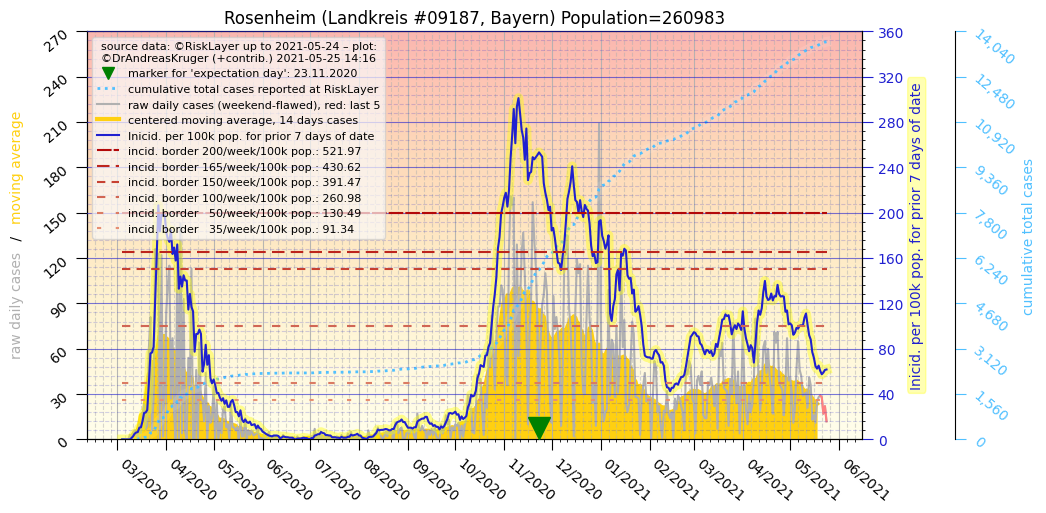 Rosenheim (Landkreis #09187, Bayern) Population=260983
source data: ©RiskLayer up to 2021-05-24 – plot:
©DrAndreasKruger (+contrib.) 2021-05-25 14:16
marker for 'expectation day': 23.11.2020
cumulative total cases reported at RiskLayer
raw daily cases (weekend-flawed), red: last 5
centered moving average, 14 days cases
Inicid. per 100k pop. for prior 7 days of date
incid. border 200/week/100k pop.: 521.97
incid. border 165/week/100k pop.: 430.62
incid. border 150/week/100k pop.: 391.47
incid. border 100/week/100k pop.: 260.98
incid. border 50/week/100k pop.: 130.49
incid. border 35/week/100k pop.: 91.34
raw daily cases / moving average
270
240
210
180
150
120
90
60
30
0
03/2020
04/2020
05/2020
06/2020
07/2020
08/2020
09/2020
10/2020
11/2020
12/2020
01/2021
02/2021
03/2021
04/2021
05/2021
06/2021
360
320
280
240
200
160
120
80
40
0
Inicid. per 100k pop. for prior 7 days of date
14,040
12,480
10,920
9,360
7,800
6,240
4,680
3,120
1,560
0
cumulative total cases